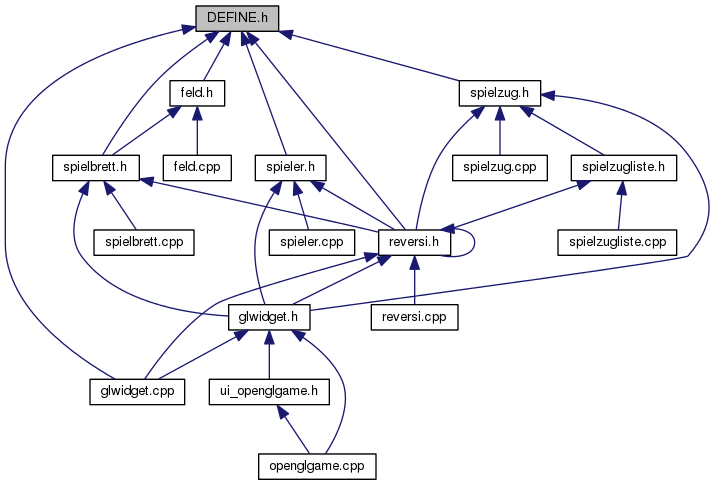 DEFINE.h
feld.h
spielzug.h
spielbrett.h
feld.cpp
spieler.h
spielzug.cpp
spielzugliste.h
spielbrett.cpp
spieler.cpp
reversi.h
spielzugliste.cpp
glwidget.h
reversi.cpp
glwidget.cpp
ui_openglgame.h
openglgame.cpp